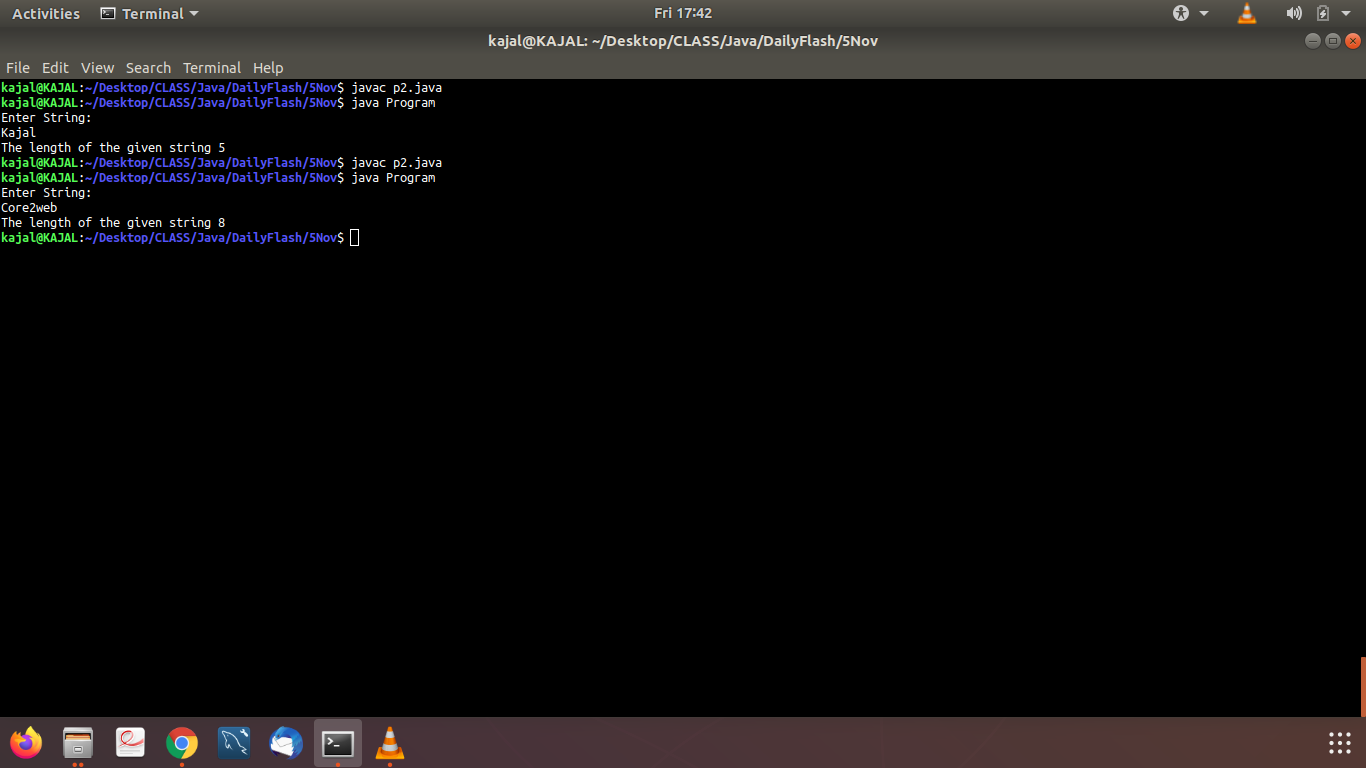 Activities Terminal Fri 17:42
kajal@KAJAL: ~/Desktop/CLASS/Java/DailyFlash/5Nov
File Edit View Search Terminal Help
kajal@KAJAL:~/Desktop/CLASS/Java/DailyFlash/5Nov$ javac p2.java
kajal@KAJAL:~/Desktop/CLASS/Java/DailyFlash/5Nov$ java Program
Enter String:
Kajal
The length of the given string 5
kajal@KAJAL:~/Desktop/CLASS/Java/DailyFlash/5Nov$ javac p2.java
kajal@KAJAL:~/Desktop/CLASS/Java/DailyFlash/5Nov$ java Program
Enter String:
Core2web
The length of the given string 8
kajal@KAJAL:~/Desktop/CLASS/Java/DailyFlash/5Nov$